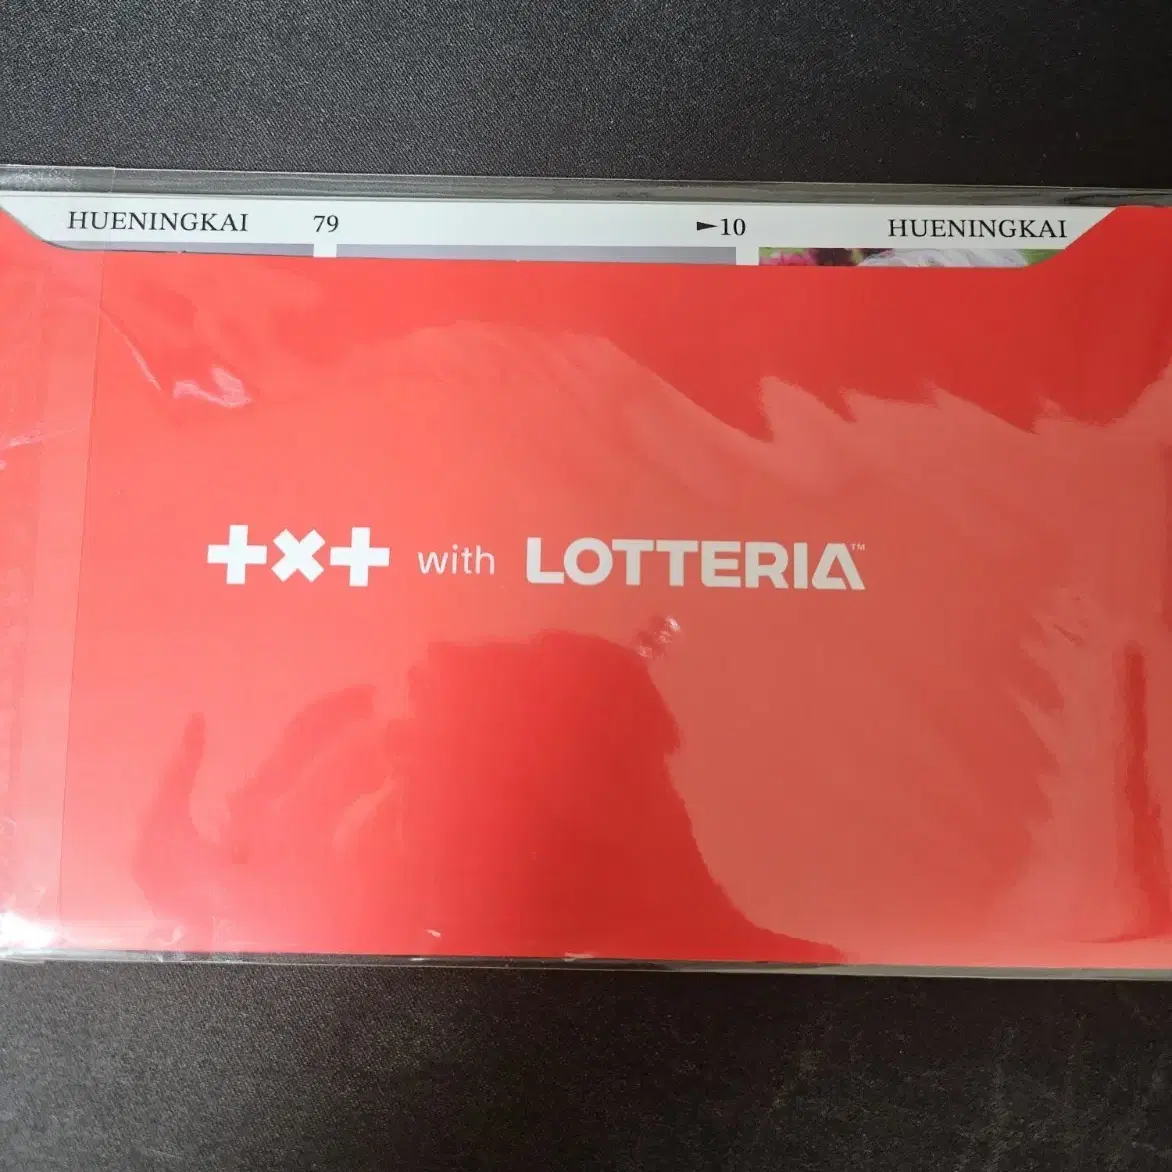 HUENINGKAI 79 ►10 HUENINGKAI
+×+ with LOTTERIA™